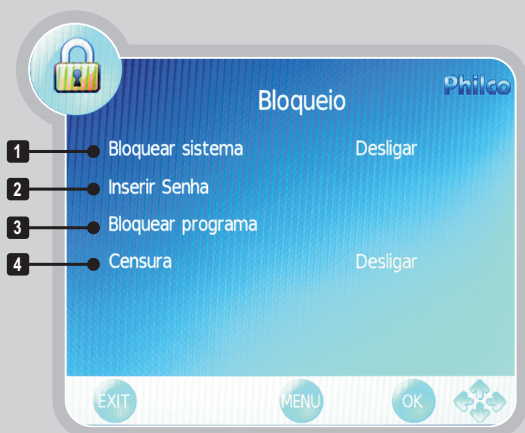 Philco
Bloqueio
1 Bloquear sistema Desligar
2 Inserir Senha
3 Bloquear programa
4 Censura Desligar
EXIT MENU OK